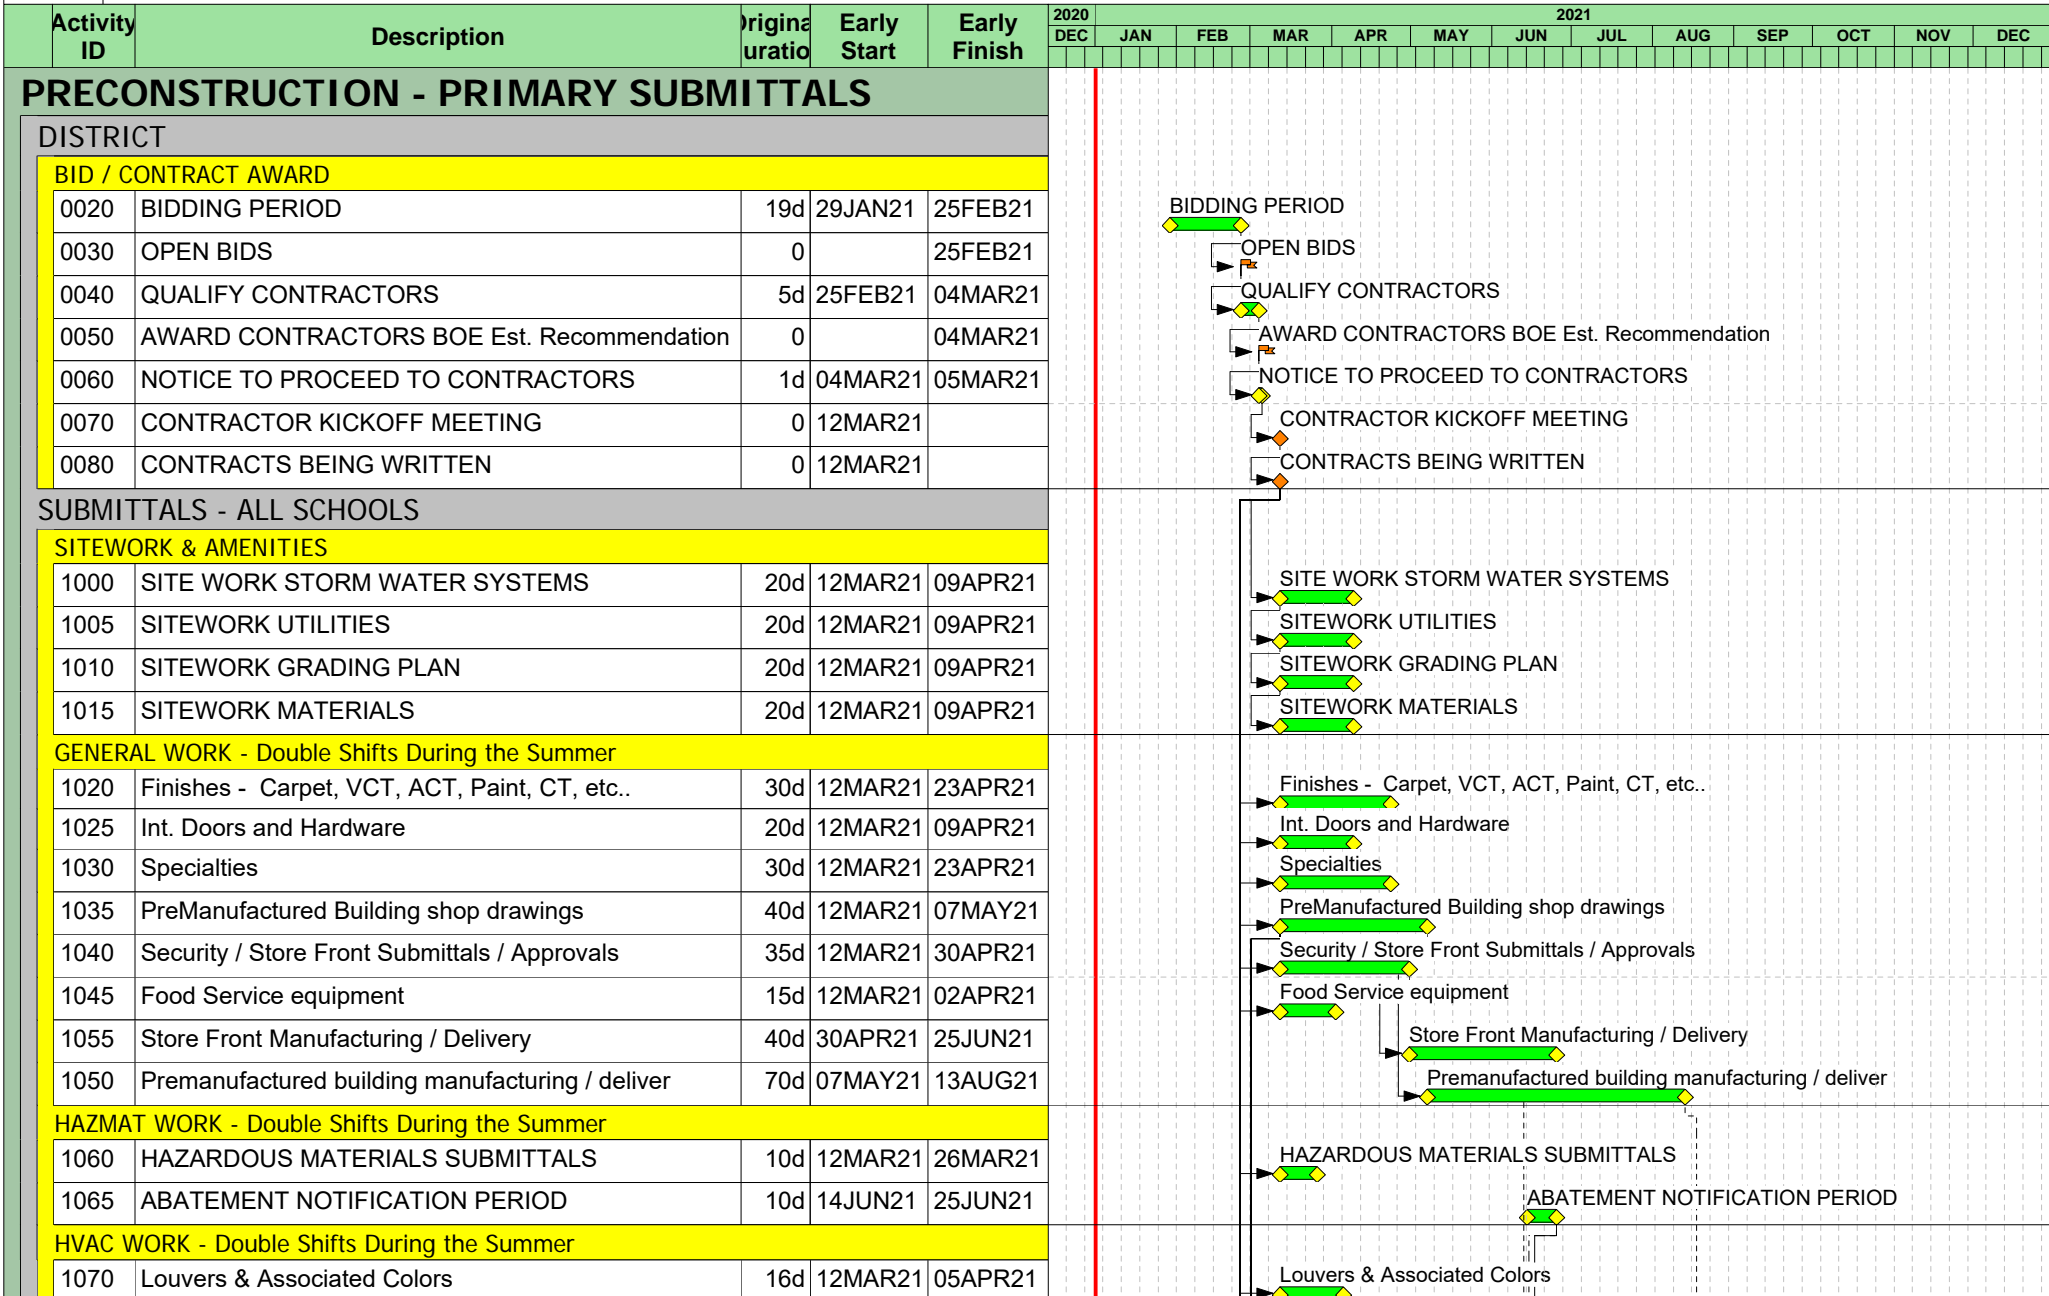 Activity ID Description Origina uratio Early Start Early Finish 2020 2021
DEC JAN FEB MAR APR MAY JUN JUL AUG SEP OCT NOV DEC
PRECONSTRUCTION - PRIMARY SUBMITTALS
DISTRICT
BID / CONTRACT AWARD
0020 BIDDING PERIOD 19d 29JAN21 25FEB21 BIDDING PERIOD
0030 OPEN BIDS 0 25FEB21 OPEN BIDS
0040 QUALIFY CONTRACTORS 5d 25FEB21 04MAR21 QUALIFY CONTRACTORS
0050 AWARD CONTRACTORS BOE Est. Recommendation 0 04MAR21 AWARD CONTRACTORS BOE Est. Recommendation
0060 NOTICE TO PROCEED TO CONTRACTORS 1d 04MAR21 05MAR21 NOTICE TO PROCEED TO CONTRACTORS
0070 CONTRACTOR KICKOFF MEETING 0 12MAR21 CONTRACTOR KICKOFF MEETING
0080 CONTRACTS BEING WRITTEN 0 12MAR21 CONTRACTS BEING WRITTEN
SUBMITTALS - ALL SCHOOLS
SITEWORK & AMENITIES
1000 SITE WORK STORM WATER SYSTEMS 20d 12MAR21 09APR21 SITE WORK STORM WATER SYSTEMS
1005 SITEWORK UTILITIES 20d 12MAR21 09APR21 SITEWORK UTILITIES
1010 SITEWORK GRADING PLAN 20d 12MAR21 09APR21 SITEWORK GRADING PLAN
1015 SITEWORK MATERIALS 20d 12MAR21 09APR21 SITEWORK MATERIALS
GENERAL WORK - Double Shifts During the Summer
1020 Finishes - Carpet, VCT, ACT, Paint, CT, etc.. 30d 12MAR21 23APR21 Finishes - Carpet, VCT, ACT, Paint, CT, etc..
1025 Int. Doors and Hardware 20d 12MAR21 09APR21 Int. Doors and Hardware
1030 Specialties 30d 12MAR21 23APR21 Specialties
1035 PreManufactured Building shop drawings 40d 12MAR21 07MAY21 PreManufactured Building shop drawings
1040 Security / Store Front Submittals / Approvals 35d 12MAR21 30APR21 Security / Store Front Submittals / Approvals
1045 Food Service equipment 15d 12MAR21 02APR21 Food Service equipment
1055 Store Front Manufacturing / Delivery 40d 30APR21 25JUN21 Store Front Manufacturing / Delivery
1050 Premanufactured building manufacturing / deliver 70d 07MAY21 13AUG21 Premanufactured building manufacturing / deliver
HAZMAT WORK - Double Shifts During the Summer
1060 HAZARDOUS MATERIALS SUBMITTALS 10d 12MAR21 26MAR21 HAZARDOUS MATERIALS SUBMITTALS
1065 ABATEMENT NOTIFICATION PERIOD 10d 14JUN21 25JUN21 ABATEMENT NOTIFICATION PERIOD
HVAC WORK - Double Shifts During the Summer
1070 Louvers & Associated Colors 16d 12MAR21 05APR21 Louvers & Associated Colors